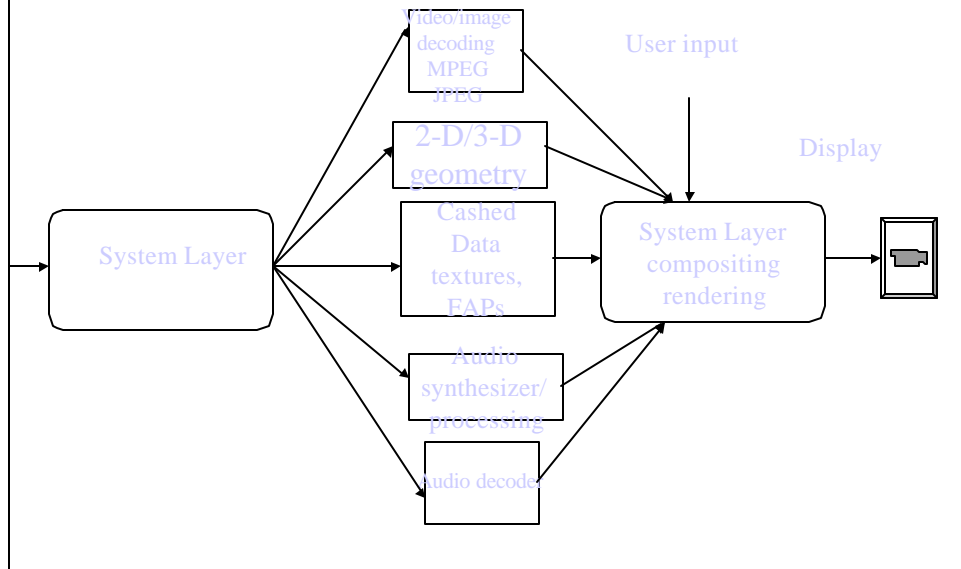 Video/image
decoding
MPEG
JPEG
User input
2-D/3-D
geometry
Display
System Layer
Cashed
Data
textures,
FAPs
System Layer
compositing
rendering
Audio
synthesizer/
processing
Audio decoder